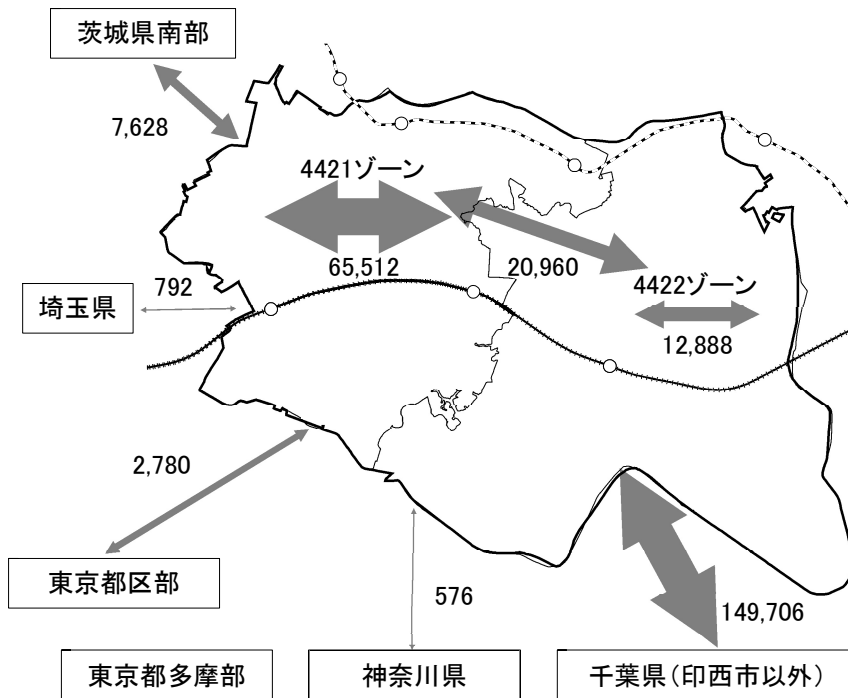 茨城県南部
7,628
4421ゾーン
65,512
20,960
792
埼玉県
4422ゾーン
12,888
2,780
東京都区部
576
149,706
東京都多摩部
神奈川県
千葉県(印西市以外)